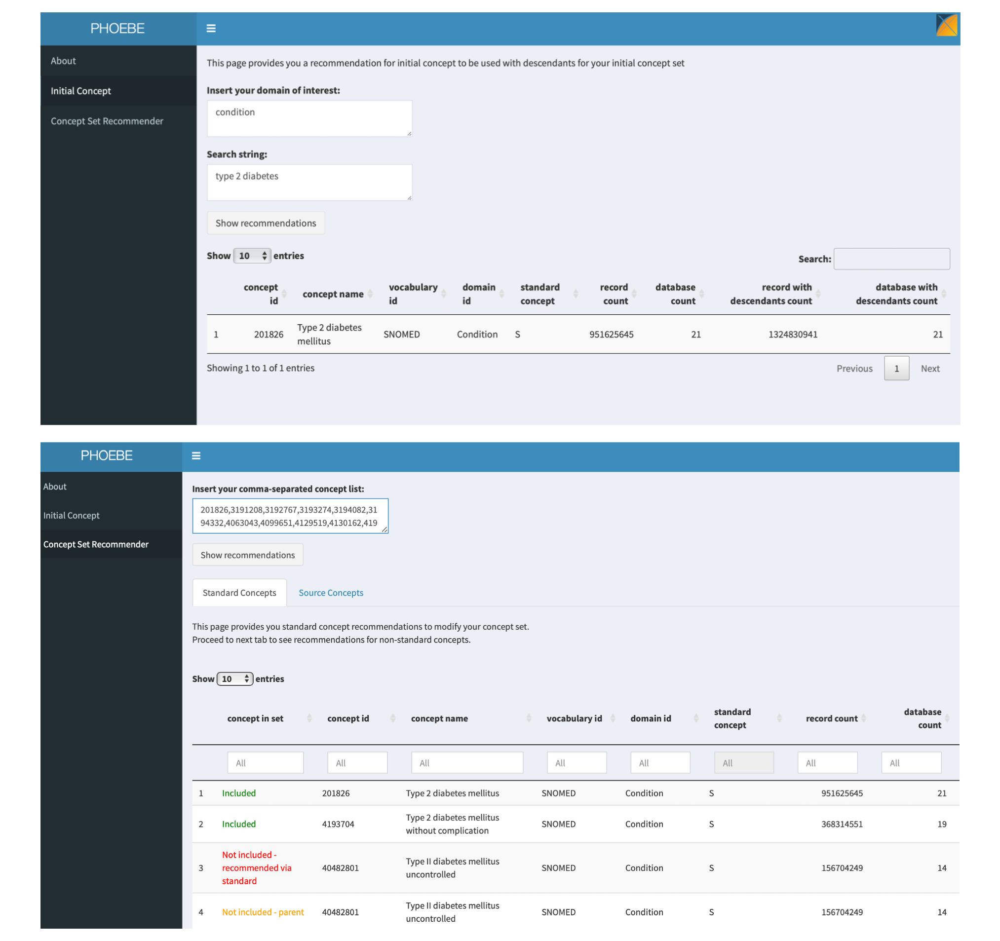 PHOEBE
About
Initial Concept
Concept Set Recommender
This page provides you a recommendation for initial concept to be used with descendants for your initial concept set
Insert your domain of interest:
condition
Search string:
type 2 diabetes
Show recommendations
Show 10 entries
Search:
concept id concept name vocabulary id domain id standard concept record count database count record with descendants count database with descendants count
1 201826 Type 2 diabetes mellitus SNOMED Condition S 951625645 21 1324830941 21
Showing 1 to 1 of 1 entries
Previous 1 Next
PHOEBE
About
Initial Concept
Concept Set Recommender
Insert your comma-separated concept list:
201826,3191208,3192767,3193274,3194082,31
94332,4063043,4099651,4129519,4130162,419
Show recommendations
Standard Concepts Source Concepts
This page provides you standard concept recommendations to modify your concept set.
Proceed to next tab to see recommendations for non-standard concepts.
Show 10 entries
concept in set concept id concept name vocabulary id domain id standard concept record count database count
All All All All All All All All
1 Included 201826 Type 2 diabetes mellitus SNOMED Condition S 951625645 21
2 Included 4193704 Type 2 diabetes mellitus without complication SNOMED Condition S 368314551 19
3 Not included - recommended via standard 40482801 Type II diabetes mellitus uncontrolled SNOMED Condition S 156704249 14
4 Not included - parent 40482801 Type II diabetes mellitus uncontrolled SNOMED Condition S 156704249 14